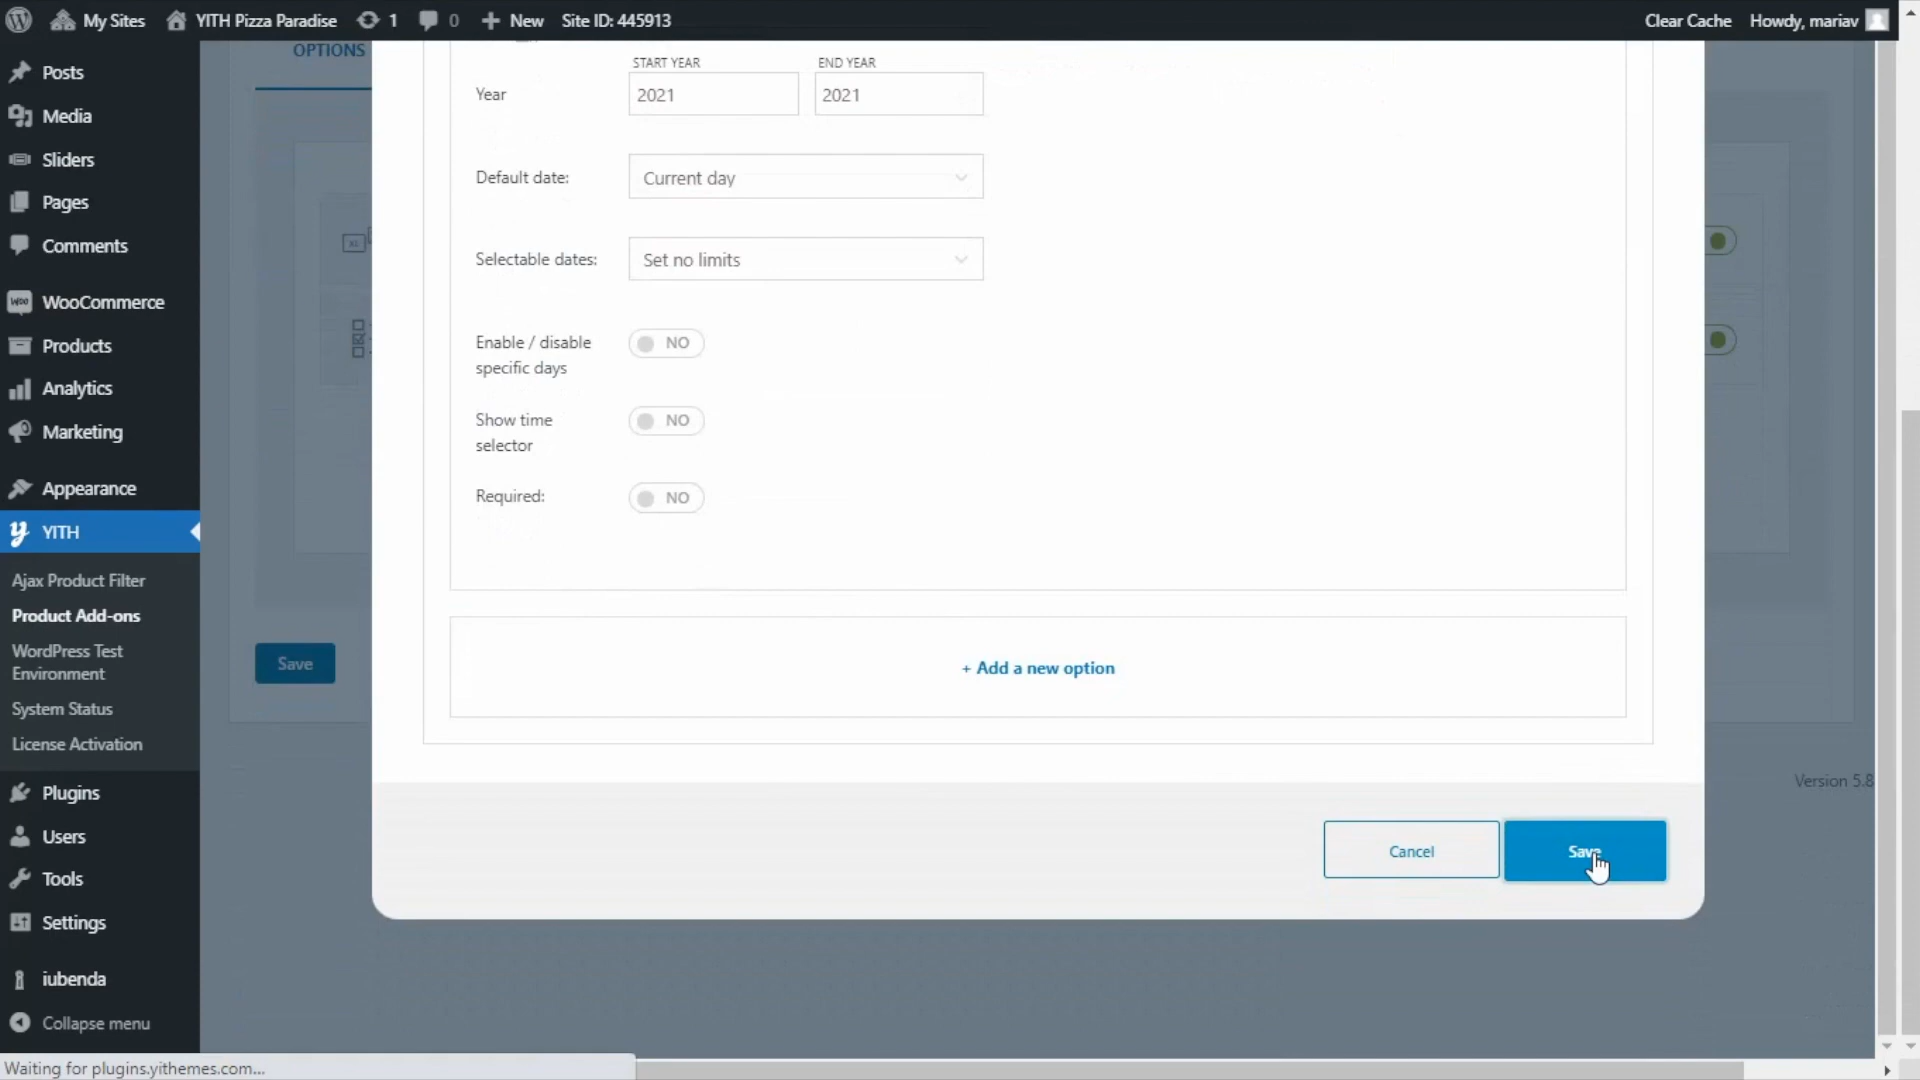 My Sites
YITH Pizza Paradise
1
0
New
Site ID: 445913
Clear Cache
Howdy, mariav
Posts
Media
Sliders
Pages
Comments
WooCommerce
Products
Analytics
Marketing
Appearance
YITH
Ajax Product Filter
Product Add-ons
WordPress Test
Environment
System Status
License Activation
Plugins
Users
Tools
Settings
iubenda
Collapse menu
OPTIONS
XL
Save
START YEAR
END YEAR
Year
2021
2021
Default date:
Current day
Selectable dates:
Set no limits
Enable / disable
specific days
NO
Show time
selector
NO
Required:
NO
+ Add a new option
Cancel
Save
Version 5.8
Waiting for plugins.yithemes.com...